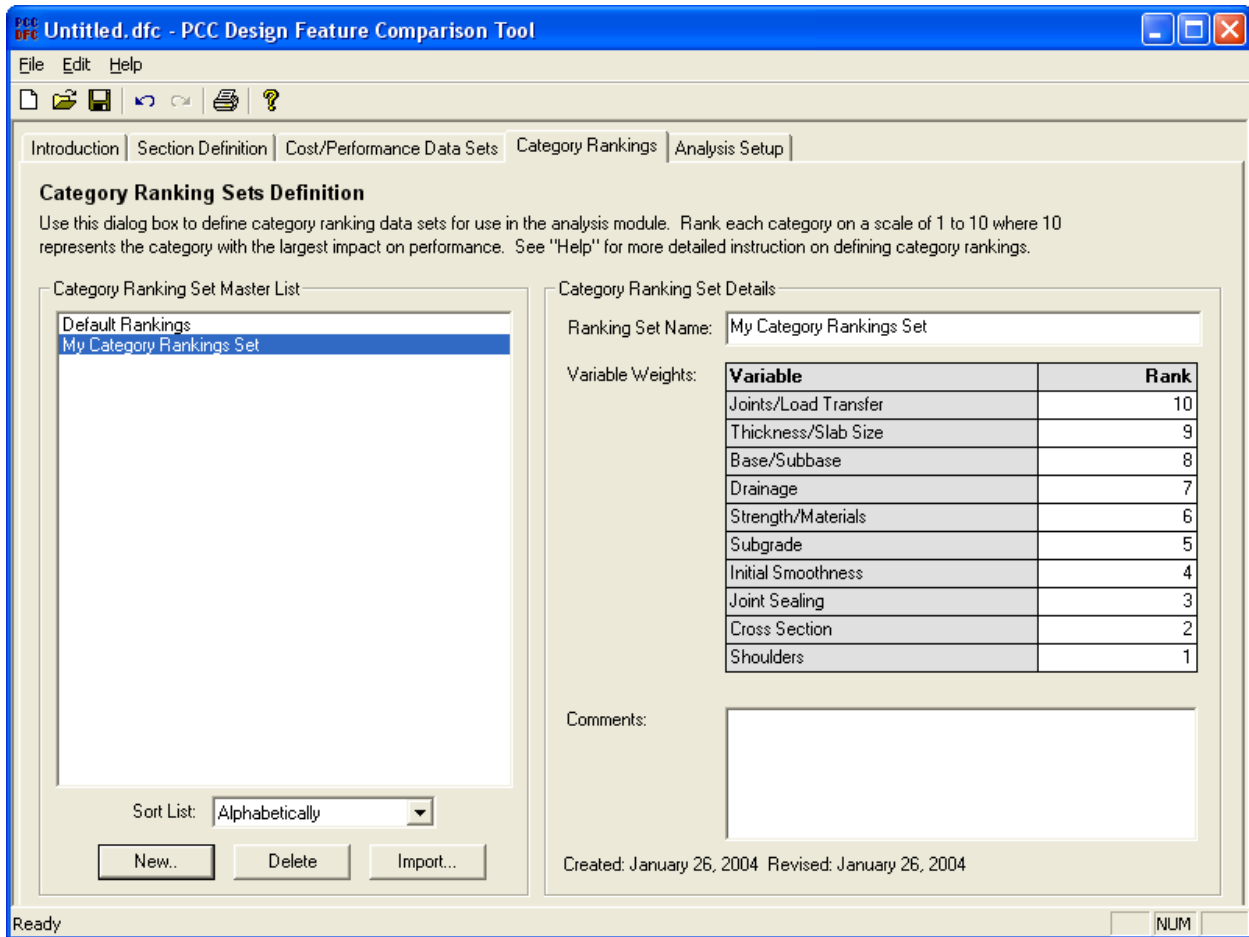 PCC DFC Untitled.dfc - PCC Design Feature Comparison Tool
File Edit Help
Introduction Section Definition Cost/Performance Data Sets Category Rankings Analysis Setup
Category Ranking Sets Definition
Use this dialog box to define category ranking data sets for use in the analysis module. Rank each category on a scale of 1 to 10 where 10
represents the category with the largest impact on performance. See "Help" for more detailed instruction on defining category rankings.
Category Ranking Set Master List
Default Rankings
My Category Rankings Set
Sort List: Alphabetically
New.. Delete Import...
Category Ranking Set Details
Ranking Set Name: My Category Rankings Set
Variable Weights: Variable Rank
Joints/Load Transfer 10
Thickness/Slab Size 9
Base/Subbase 8
Drainage 7
Strength/Materials 6
Subgrade 5
Initial Smoothness 4
Joint Sealing 3
Cross Section 2
Shoulders 1
Comments:
Created: January 26, 2004 Revised: January 26, 2004
Ready NUM